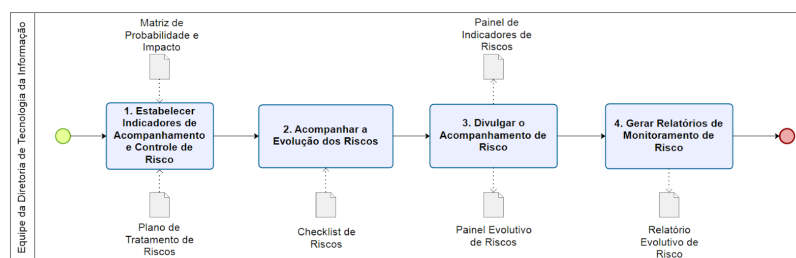 Equipe da Diretoria de Tecnologia da Informação
Matriz de
Probabilidade e
Impacto
Painel de
Indicadores de
Riscos
1. Estabelecer
Indicadores de
Acompanhamento
e Controle de
Risco
2. Acompanhar a
Evolução dos Riscos
3. Divulgar o
Acompanhamento de
Risco
4. Gerar Relatórios de
Monitoramento de
Risco
Plano de
Tratamento de
Riscos
Checklist de
Riscos
Painel Evolutivo
de Riscos
Relatório
Evolutivo de
Risco